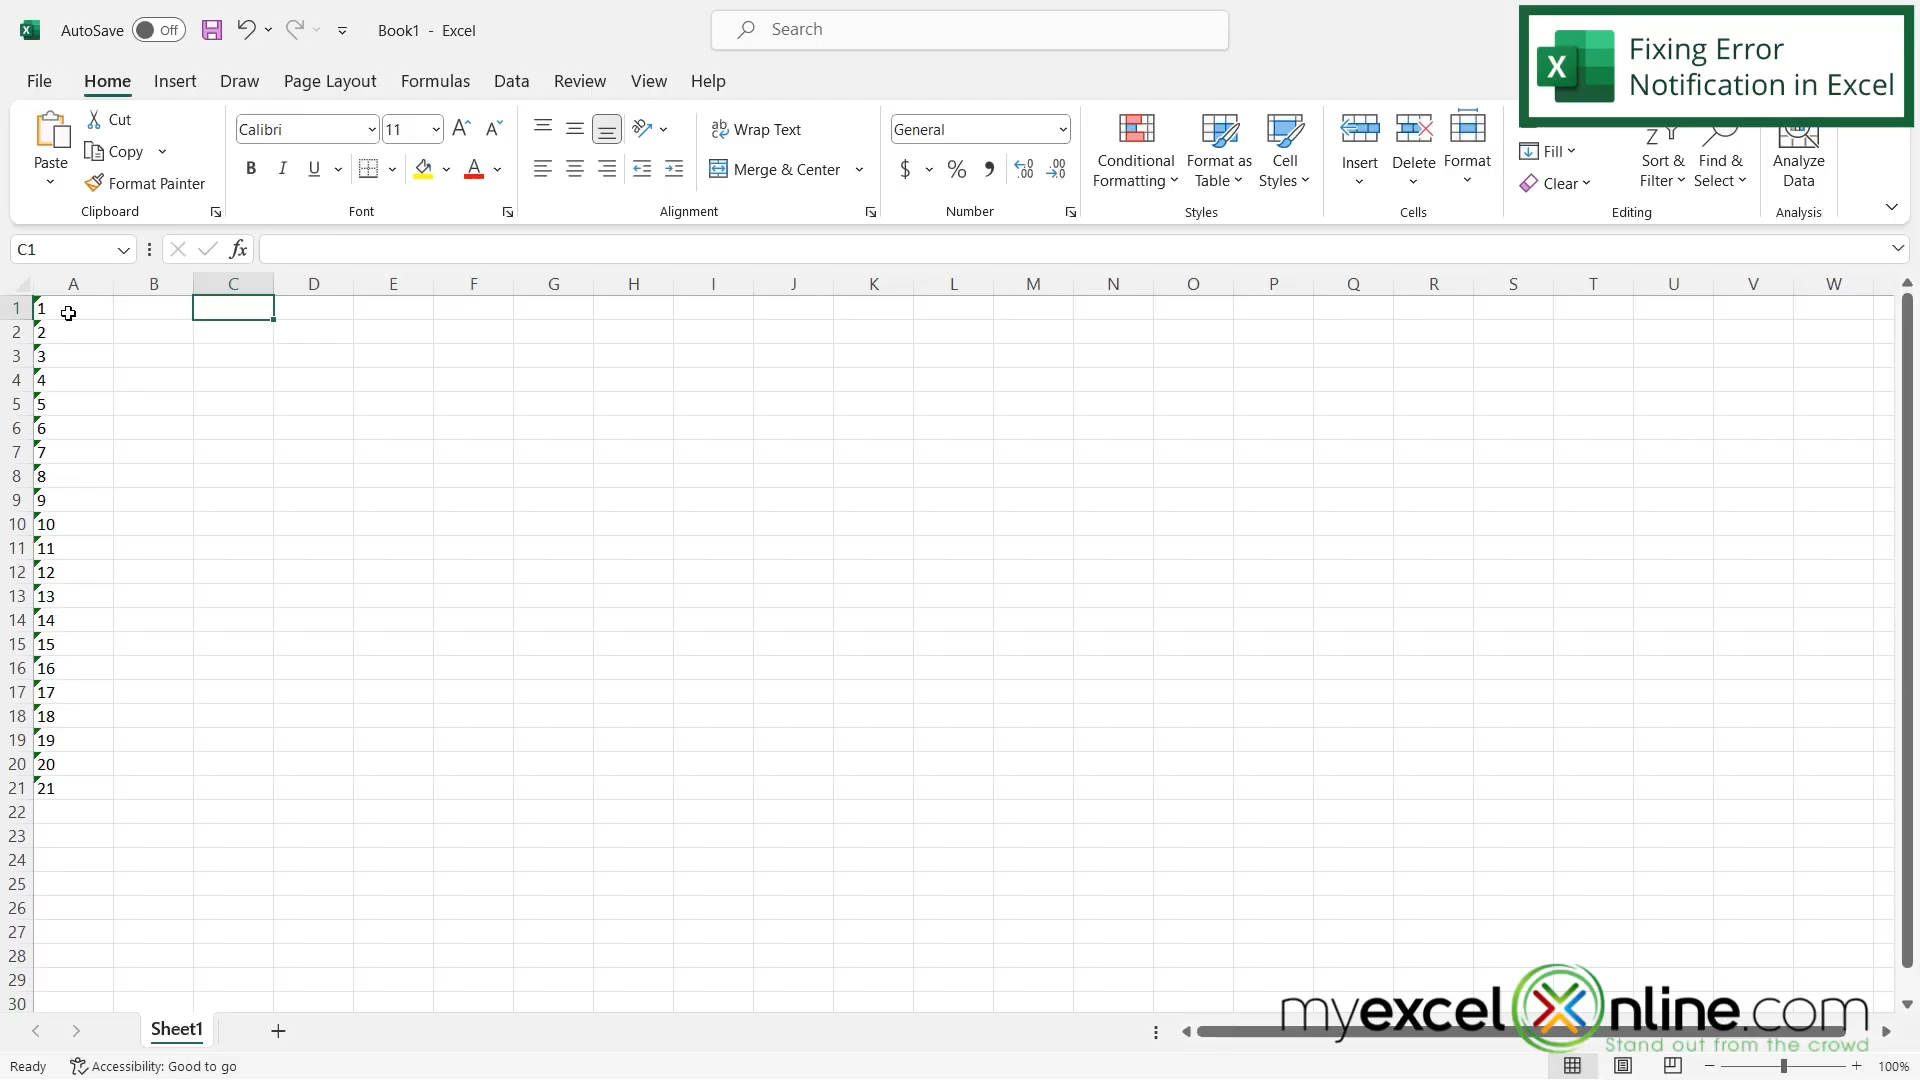 AutoSave Off Book1 - Excel Search
Fixing Error
Notification in Excel
File Home Insert Draw Page Layout Formulas Data Review View Help
Paste
Cut
Copy
Format Painter
Clipboard
Calibri 11
Font
Wrap Text
Merge & Center
Alignment
General
Number
Conditional
Formatting
Format as
Table
Cell
Styles
Styles
Insert
Delete
Format
Cells
Fill
Clear
Sort &
Filter
Find &
Select
Editing
Analyze
Data
Analysis
C1 fx
A B C D E F G H I J K L M N O P Q R S T U V W
1 1
2 2
3 3
4 4
5 5
6 6
7 7
8 8
9 9
10 10
11 11
12 12
13 13
14 14
15 15
16 16
17 17
18 18
19 19
20 20
21 21
22
23
24
25
26
27
28
29
30
myexcelonline.com
Stand out from the crowd
Sheet1
Ready Accessibility: Good to go 100%